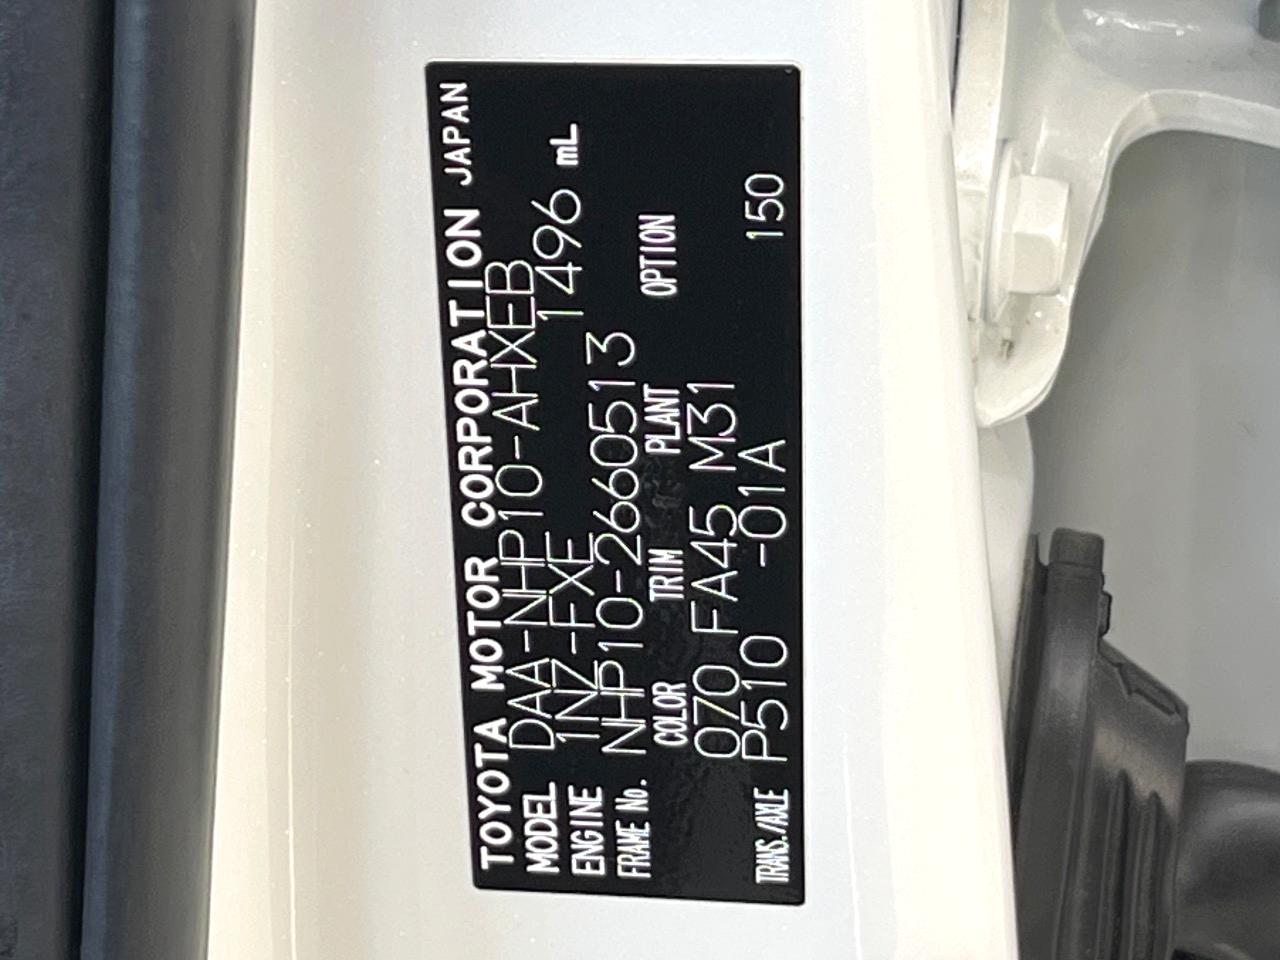 TOYOTA MOTOR CORPORATION JAPAN
MODEL DAA-NHP10-AHXEB
ENGINE 1NZ-FXE 1496 mL
FRAME No. NHP10-2660513
COLOR TRIM PLANT OPTION
070 FA45 M31
TRANS./AXLE P510 -01A 150